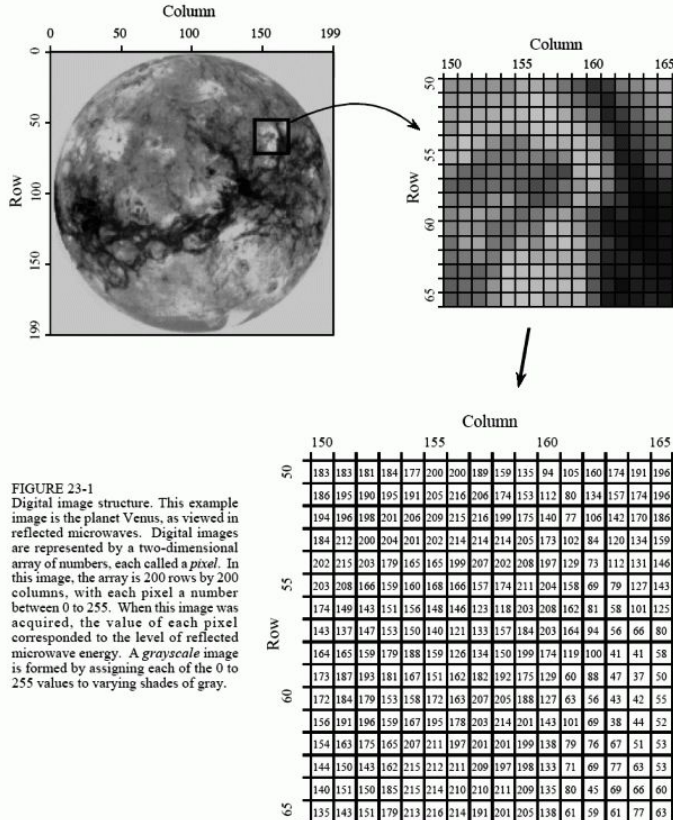 Column
0 50 100 150 199
Column
150 155 160 165
0
50
100
150
199
Row
50
55
60
65
Row
Column
150 155 160 165
50
55
60
65
Row
183 183 181 184 177 200 200 189 159 135 94 105 160 174 191 196
186 195 190 195 191 205 216 206 174 153 112 80 134 157 174 196
194 196 198 201 206 209 215 216 199 175 140 77 106 142 170 186
184 212 200 204 201 202 214 214 214 205 173 102 84 120 134 159
202 215 203 179 165 165 199 207 202 208 197 129 73 112 131 146
203 208 166 159 160 168 166 157 174 211 204 158 69 79 127 143
174 149 143 151 156 148 146 123 118 203 208 162 81 58 101 125
143 137 147 153 150 140 121 133 157 184 203 164 94 56 66 80
164 165 159 179 188 159 126 134 150 199 174 119 100 41 41 58
173 187 193 181 167 151 162 182 192 175 129 60 88 47 37 50
172 184 179 153 158 172 163 207 205 188 127 63 56 43 42 55
156 191 196 159 167 195 178 203 214 201 143 101 69 38 44 52
154 163 175 165 207 211 197 201 201 199 138 79 76 67 51 53
144 150 143 162 215 212 211 209 197 198 133 71 69 77 63 53
140 151 150 185 215 214 210 210 211 209 135 80 45 69 66 60
135 143 151 179 213 216 214 191 201 205 138 61 59 61 77 63
FIGURE 23-1
Digital image structure. This example
image is the planet Venus, as viewed in
reflected microwaves. Digital images
are represented by a two-dimensional
array of numbers, each called a pixel. In
this image, the array is 200 rows by 200
columns, with each pixel a number
between 0 to 255. When this image was
acquired, the value of each pixel
corresponded to the level of reflected
microwave energy. A grayscale image
is formed by assigning each of the 0 to
255 values to varying shades of gray.